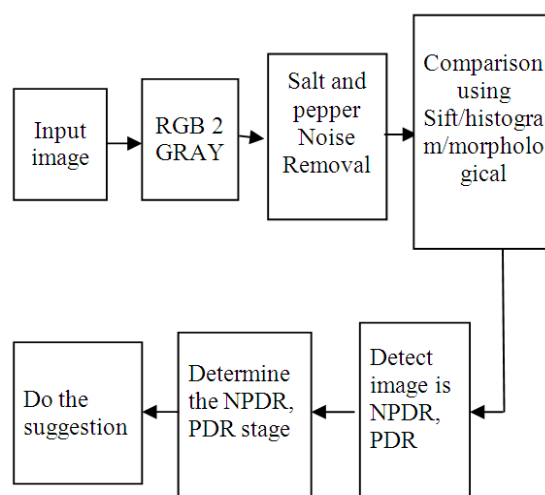 Input
image
RGB 2
GRAY
Salt and
pepper
Noise
Removal
Comparison
using
Sift/histogra
m/morpholo
gical
Detect
image is
NPDR,
PDR
Determine
the NPDR,
PDR stage
Do the
suggestion